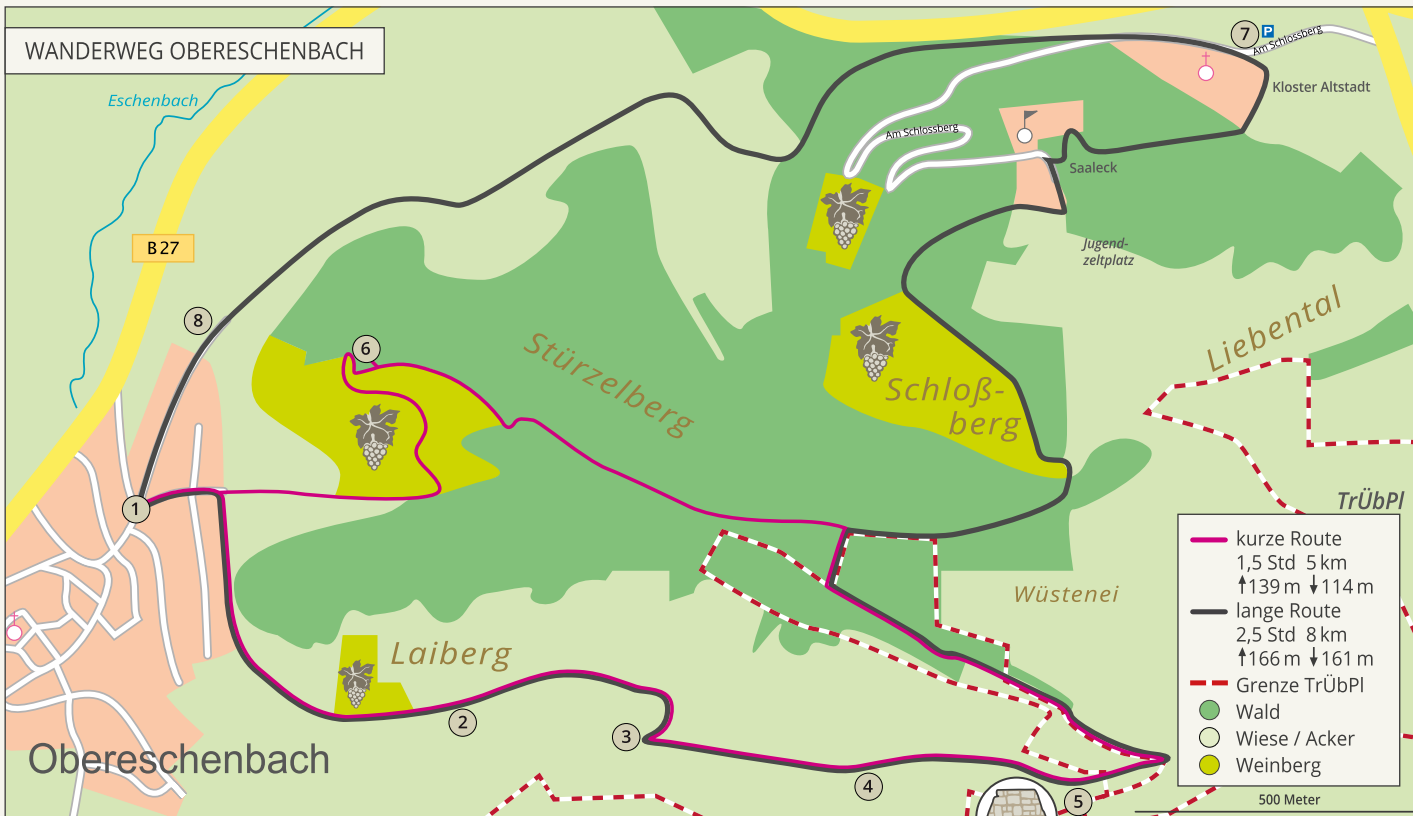 WANDERWEG OBERESCHENBACH
Eschenbach
B 27
7
P
Am Schlossberg
Kloster Altstadt
Am Schlossberg
Saaleck
Jugend-
zeltplatz
Liebental
8
6
Stürzelberg
Schloß-
berg
1
TrÜbPl
Wüstenei
Laiberg
2
3
4
5
Obereschenbach
kurze Route
1,5 Std 5 km
↑139 m ↓114 m
lange Route
2,5 Std 8 km
↑166 m ↓161 m
Grenze TrÜbPl
Wald
Wiese / Acker
Weinberg
500 Meter